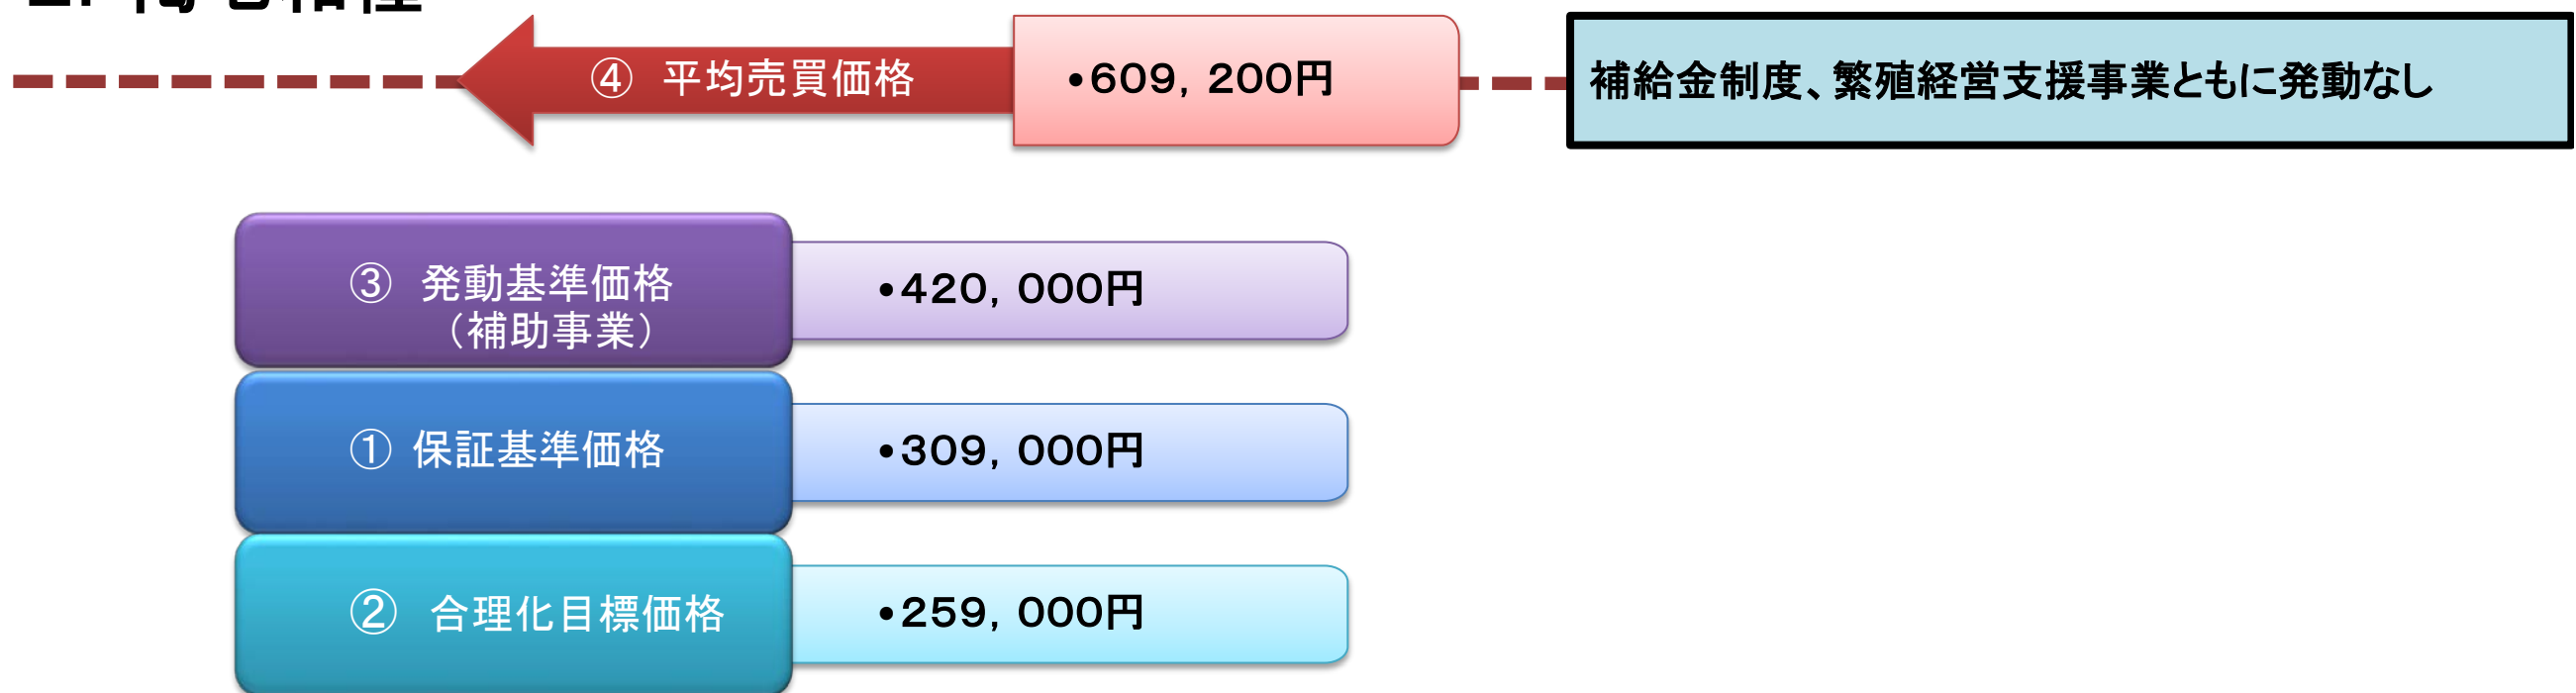 ④ 平均売買価格
•609, 200円
補給金制度、繁殖経営支援事業ともに発動なし
③ 発動基準価格
(補助事業)
•420, 000円
① 保証基準価格
•309, 000円
② 合理化目標価格
•259, 000円